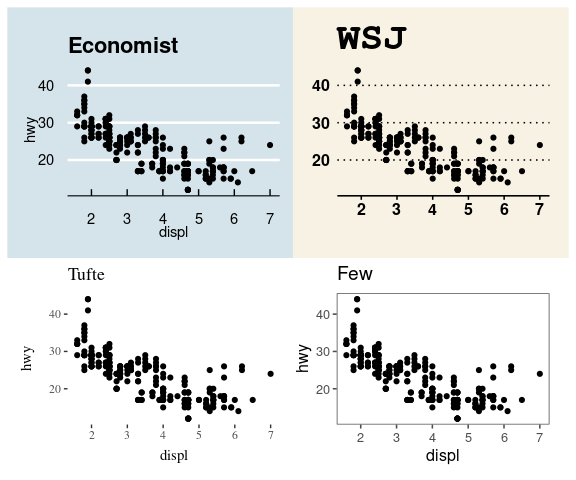 Economist
40
30
hwy
20
2 3 4 5 6 7
displ
WSJ
40
30
20
2 3 4 5 6 7
Tufte
40
30
hwy
20
2 3 4 5 6 7
displ
Few
40
30
hwy
20
2 3 4 5 6 7
displ